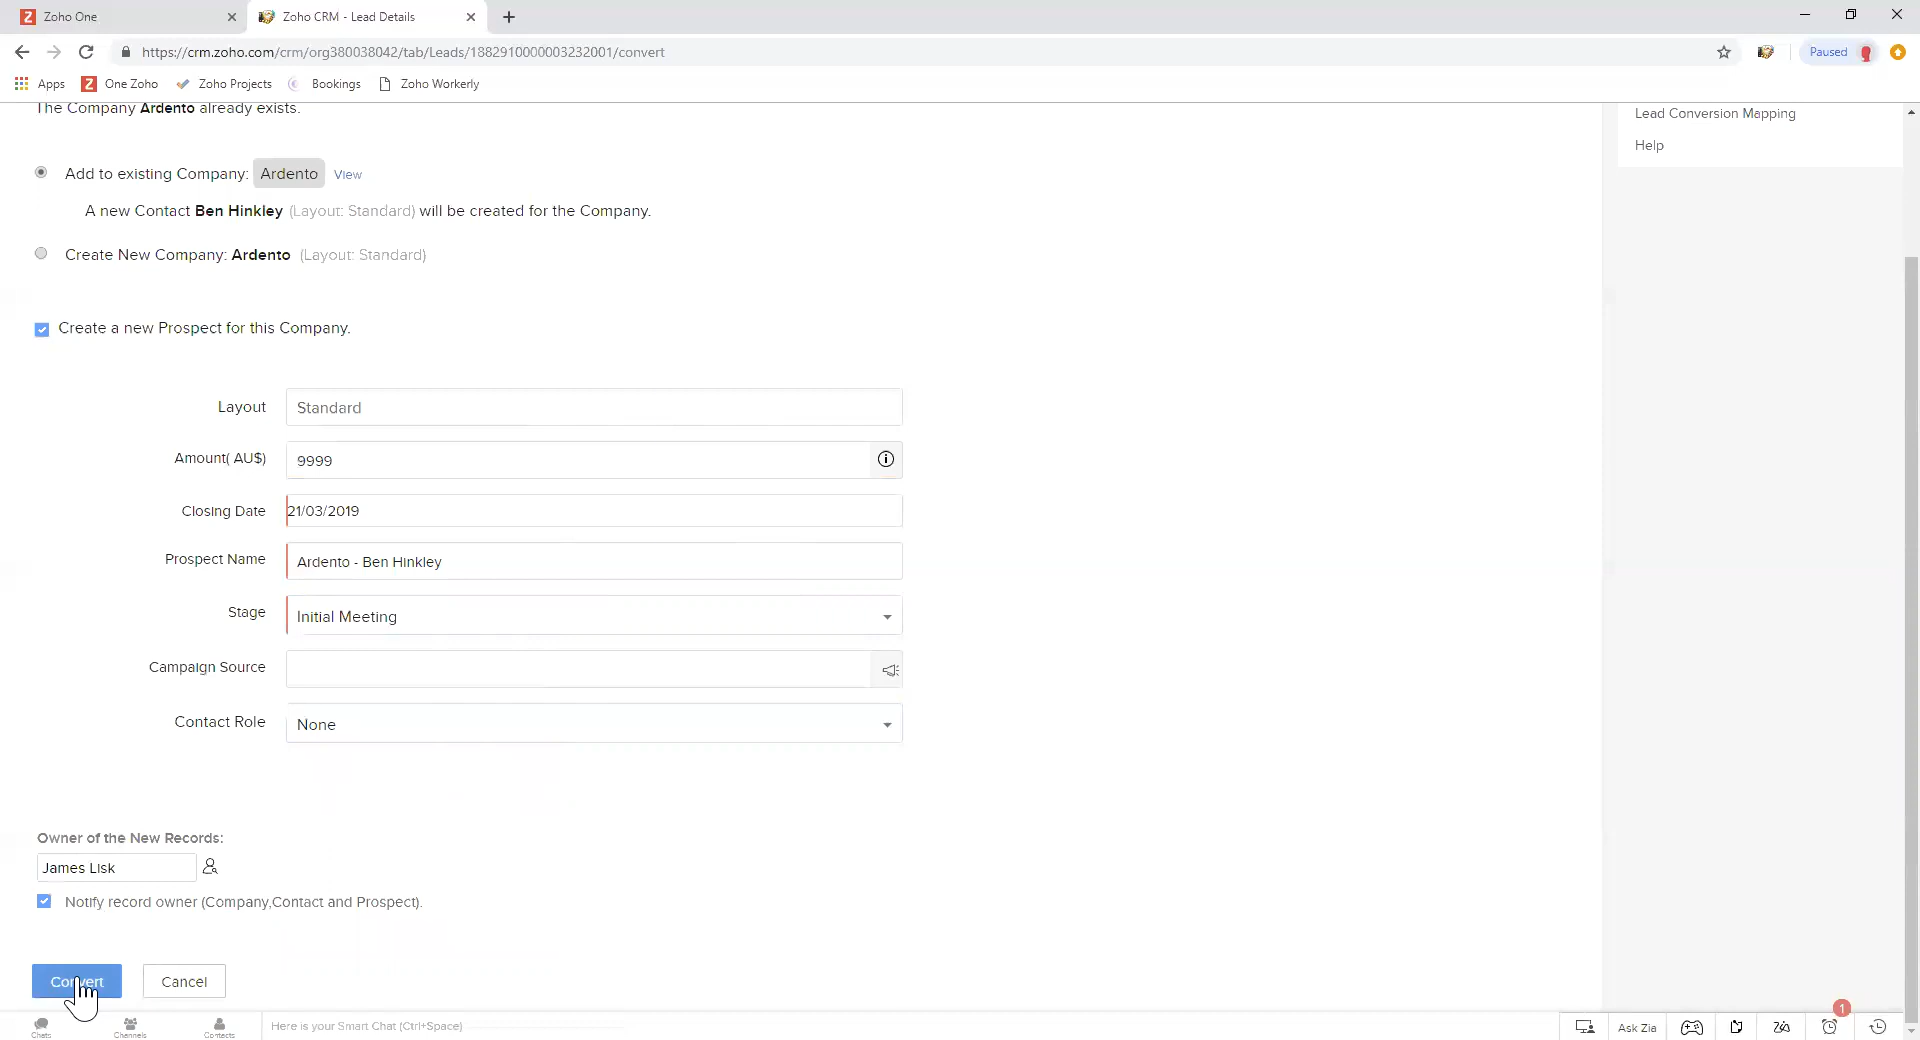 Zoho One
Zoho CRM - Lead Details
https://crm.zoho.com/crm/org380038042/tab/Leads/1882910000003232001/convert
Paused
Apps
One Zoho
Zoho Projects
Bookings
Zoho Workerly
The Company Ardento already exists.
Lead Conversion Mapping
Help
Add to existing Company: Ardento View
A new Contact Ben Hinkley (Layout: Standard) will be created for the Company.
Create New Company: Ardento (Layout: Standard)
Create a new Prospect for this Company.
Layout Standard
Amount( AU$) 9999
Closing Date 21/03/2019
Prospect Name Ardento - Ben Hinkley
Stage Initial Meeting
Campaign Source
Contact Role None
Owner of the New Records:
James Lisk
Notify record owner (Company,Contact and Prospect).
Convert Cancel
Chats Channels Contacts Here is your Smart Chat (Ctrl+Space) Ask Zia 1